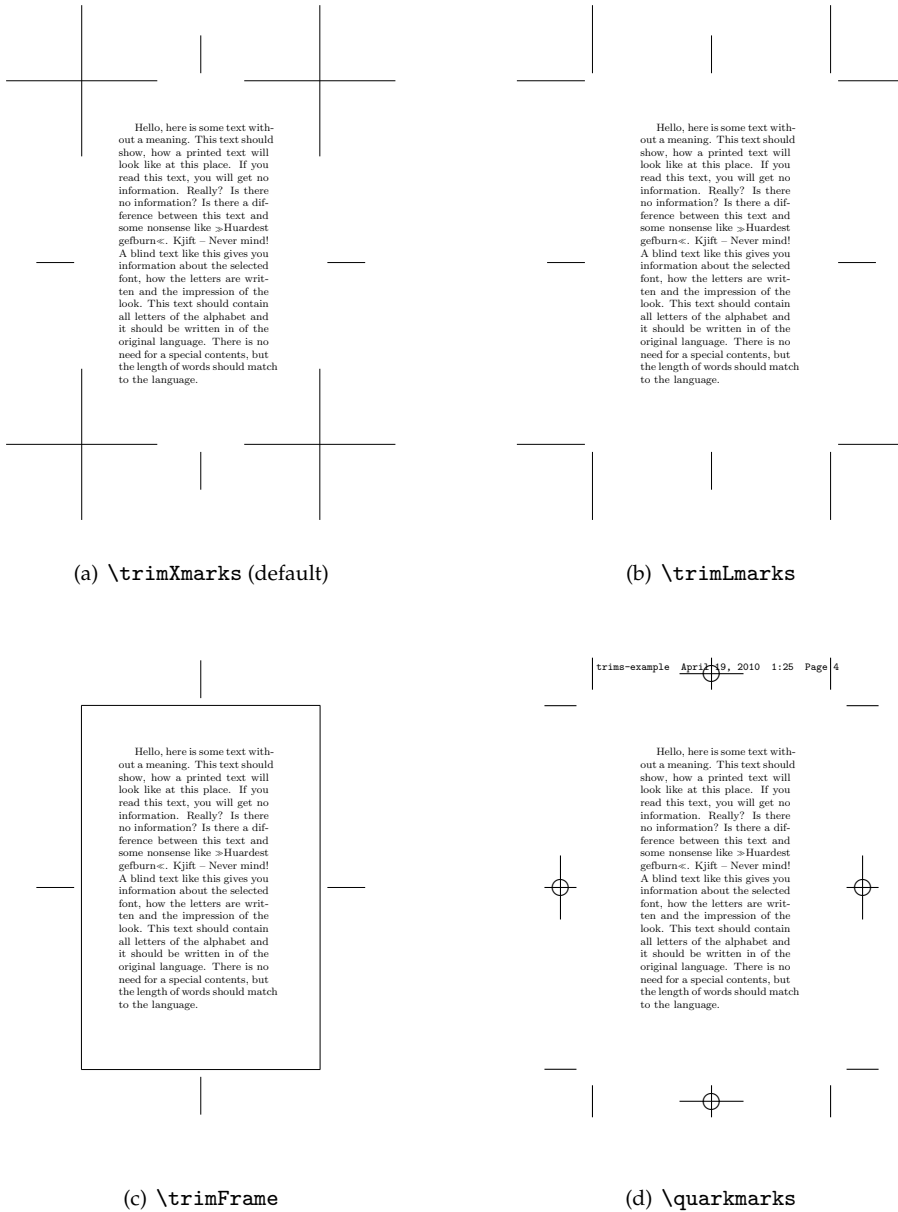 Hello, here is some text with-
out a meaning. This text should
show, how a printed text will
look like at this place. If you
read this text, you will get no
information. Really? Is there
no information? Is there a dif-
ference between this text and
some nonsense like ≫Huardest
gefburn≪. Kjift – Never mind!
A blind text like this gives you
information about the selected
font, how the letters are writ-
ten and the impression of the
look. This text should contain
all letters of the alphabet and
it should be written in of the
original language. There is no
need for a special contents, but
the length of words should match
to the language.
(a) \trimXmarks (default)
Hello, here is some text with-
out a meaning. This text should
show, how a printed text will
look like at this place. If you
read this text, you will get no
information. Really? Is there
no information? Is there a dif-
ference between this text and
some nonsense like ≫Huardest
gefburn≪. Kjift – Never mind!
A blind text like this gives you
information about the selected
font, how the letters are writ-
ten and the impression of the
look. This text should contain
all letters of the alphabet and
it should be written in of the
original language. There is no
need for a special contents, but
the length of words should match
to the language.
(b) \trimLmarks
Hello, here is some text with-
out a meaning. This text should
show, how a printed text will
look like at this place. If you
read this text, you will get no
information. Really? Is there
no information? Is there a dif-
ference between this text and
some nonsense like ≫Huardest
gefburn≪. Kjift – Never mind!
A blind text like this gives you
information about the selected
font, how the letters are writ-
ten and the impression of the
look. This text should contain
all letters of the alphabet and
it should be written in of the
original language. There is no
need for a special contents, but
the length of words should match
to the language.
(c) \trimFrame
trims-example April 19, 2010 1:25 Page 4
Hello, here is some text with-
out a meaning. This text should
show, how a printed text will
look like at this place. If you
read this text, you will get no
information. Really? Is there
no information? Is there a dif-
ference between this text and
some nonsense like ≫Huardest
gefburn≪. Kjift – Never mind!
A blind text like this gives you
information about the selected
font, how the letters are writ-
ten and the impression of the
look. This text should contain
all letters of the alphabet and
it should be written in of the
original language. There is no
need for a special contents, but
the length of words should match
to the language.
(d) \quarkmarks